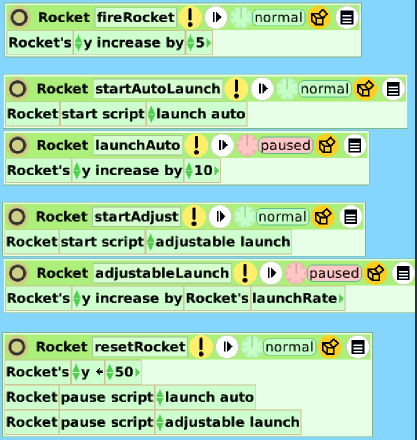 Rocket fireRocket ! normal
Rocket's y increase by 5
Rocket startAutoLaunch ! normal
Rocket start script launch auto
Rocket launchAuto ! paused
Rocket's y increase by 10
Rocket startAdjust ! normal
Rocket start script adjustable launch
Rocket adjustableLaunch ! paused
Rocket's y increase by Rocket's launchRate
Rocket resetRocket ! normal
Rocket's y ← 50
Rocket pause script launch auto
Rocket pause script adjustable launch